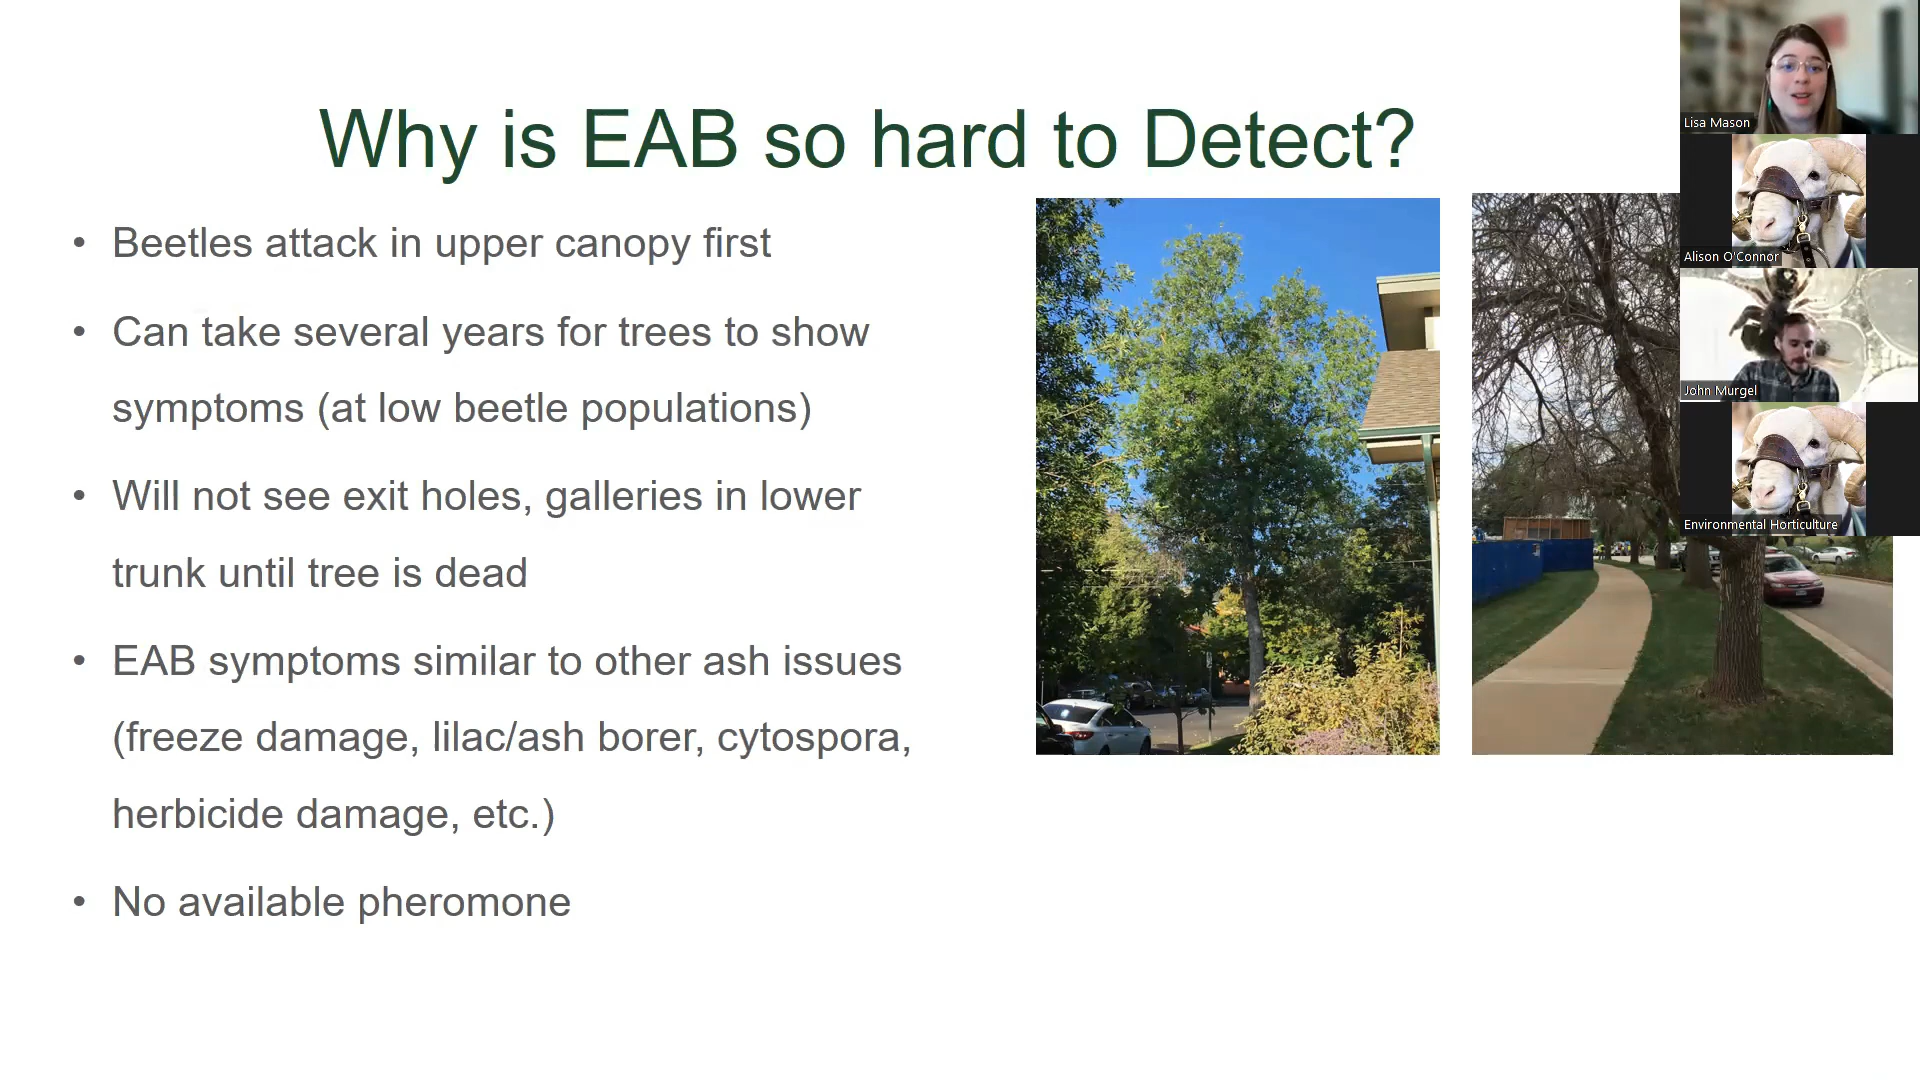 Why is EAB so hard to Detect?
• Beetles attack in upper canopy first
• Can take several years for trees to show
symptoms (at low beetle populations)
• Will not see exit holes, galleries in lower
trunk until tree is dead
• EAB symptoms similar to other ash issues
(freeze damage, lilac/ash borer, cytospora,
herbicide damage, etc.)
• No available pheromone
Lisa Mason
Alison O'Connor
John Murgel
Environmental Horticulture